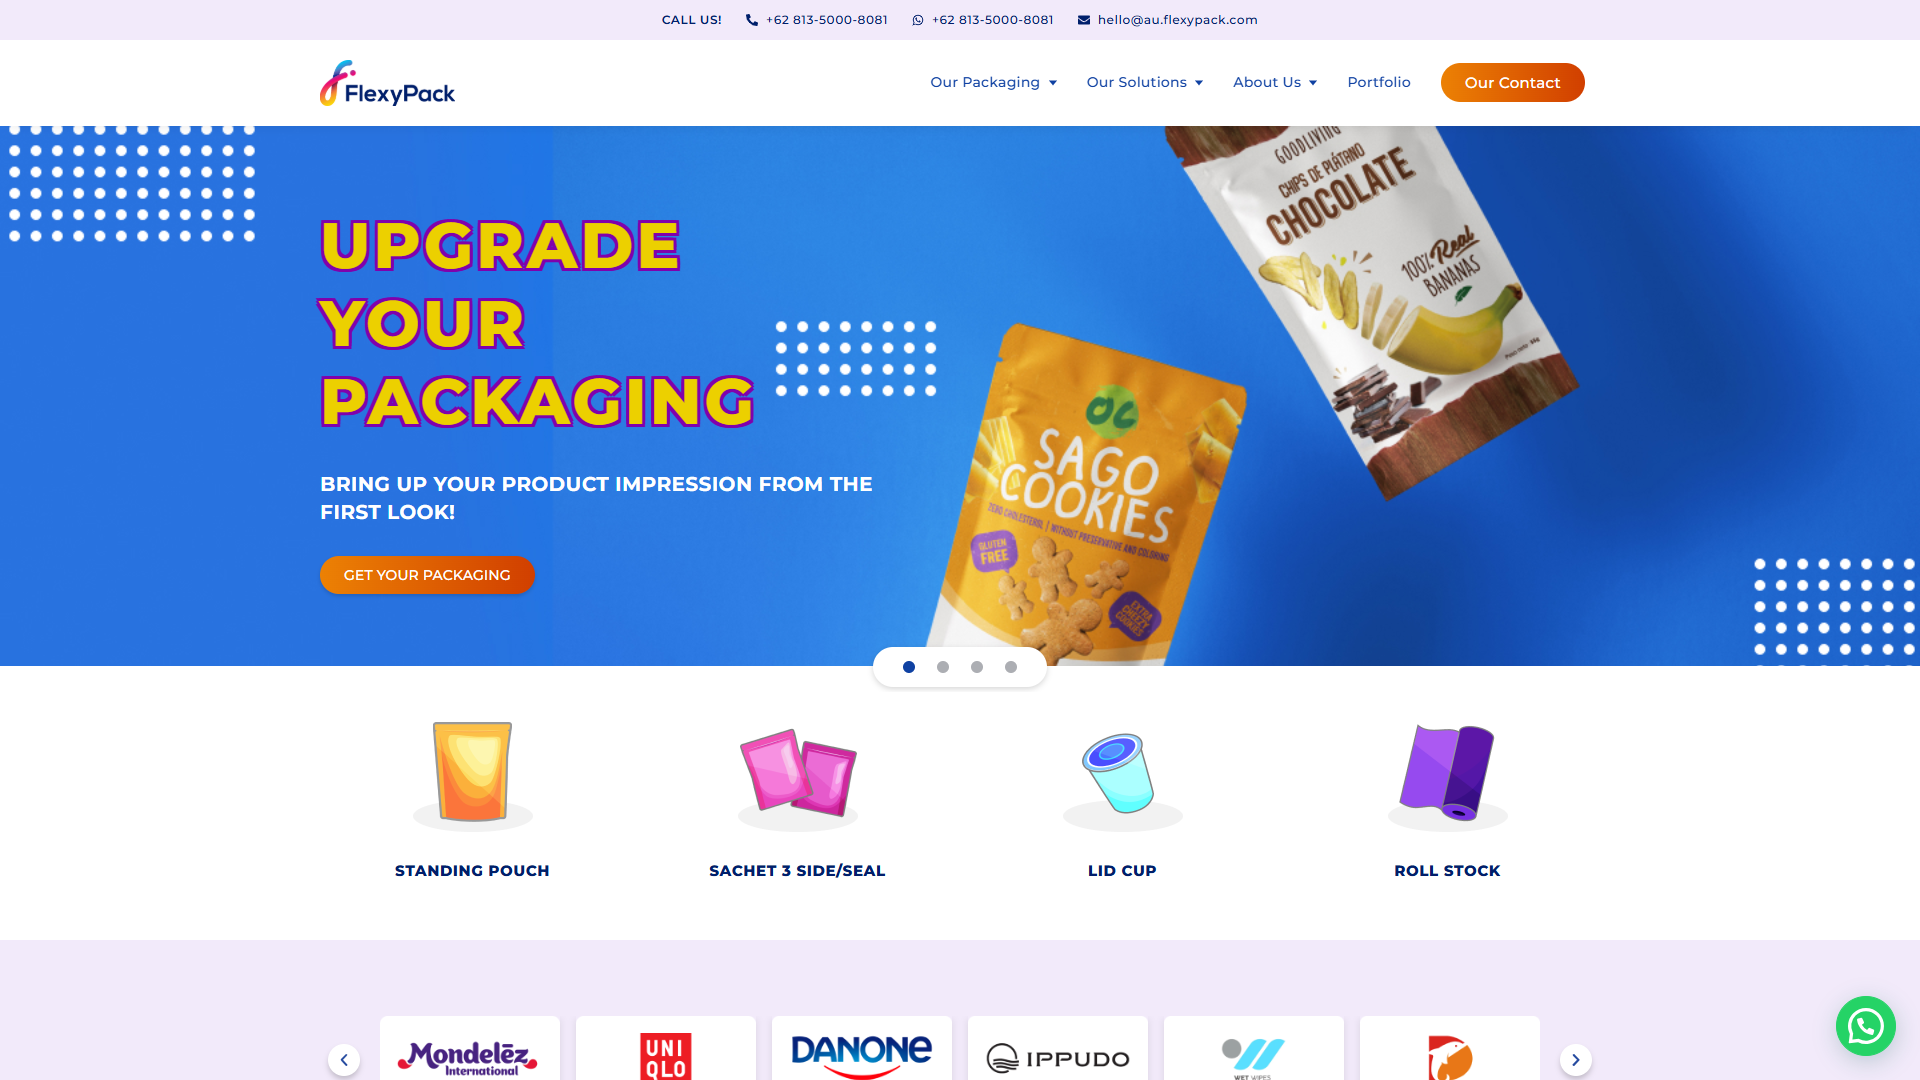 CALL US!
+62 813-5000-8081
+62 813-5000-8081
hello@au.flexypack.com
FlexyPack
Our Packaging
Our Solutions
About Us
Portfolio
Our Contact
UPGRADE
YOUR
PACKAGING
BRING UP YOUR PRODUCT IMPRESSION FROM THE
FIRST LOOK!
GET YOUR PACKAGING
GOODLIVING
CHIPS DE PLÁTANO
CHOCOLATE
100% Real
BANANAS
OC
SAGO
COOKIES
ZERO CHOLESTEROL | WITHOUT PRESERVATIVE AND COLORING
GLUTEN
FREE
EXTRA
CHEEZY
COOKIES
STANDING POUCH
SACHET 3 SIDE/SEAL
LID CUP
ROLL STOCK
Mondelēz
International
UNI
QLO
DANONE
IPPUDO
WET WIPES